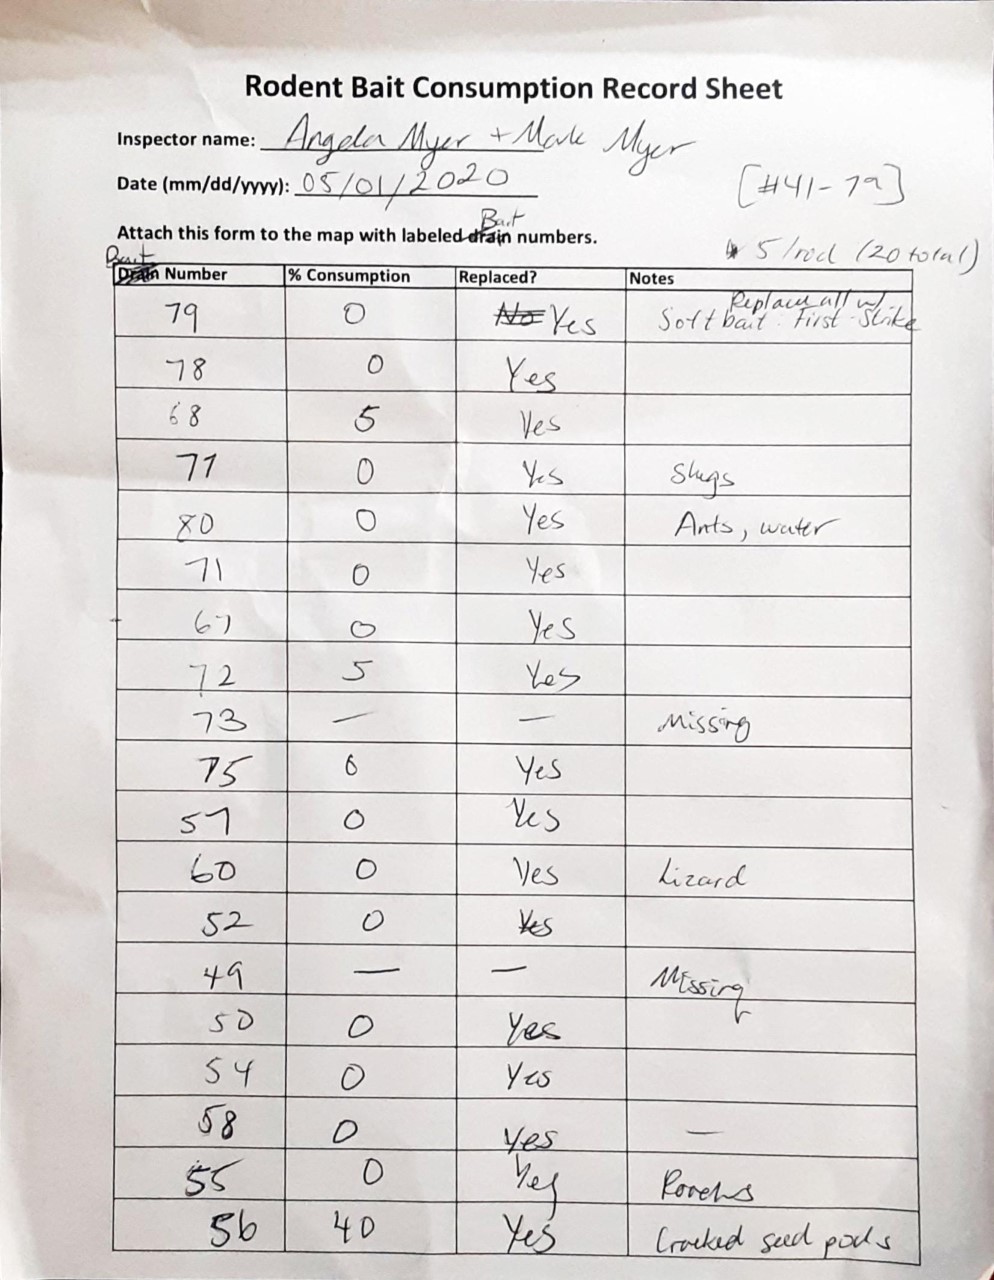 Rodent Bait Consumption Record Sheet
Inspector name: Angela Myer + Mark Myer
Date (mm/dd/yyyy): 05/01/2020
[#41-79]
Bait
Attach this form to the map with labeled drain numbers.
5/rod (20 total)
Bait
Drain Number % Consumption Replaced? Notes
79 0 No Yes Replace all w/
Soft bait: First Strike
78 0 Yes
68 5 Yes
77 0 Yes Slugs
80 0 Yes Ants, water
71 0 Yes
67 0 Yes
72 5 Yes
73 — — Missing
75 0 Yes
57 0 Yes
60 0 Yes Lizard
52 0 Yes
49 — — Missing
50 0 Yes
54 0 Yes
58 0 Yes —
55 0 Yes Roaches
56 40 Yes Cracked seed pods